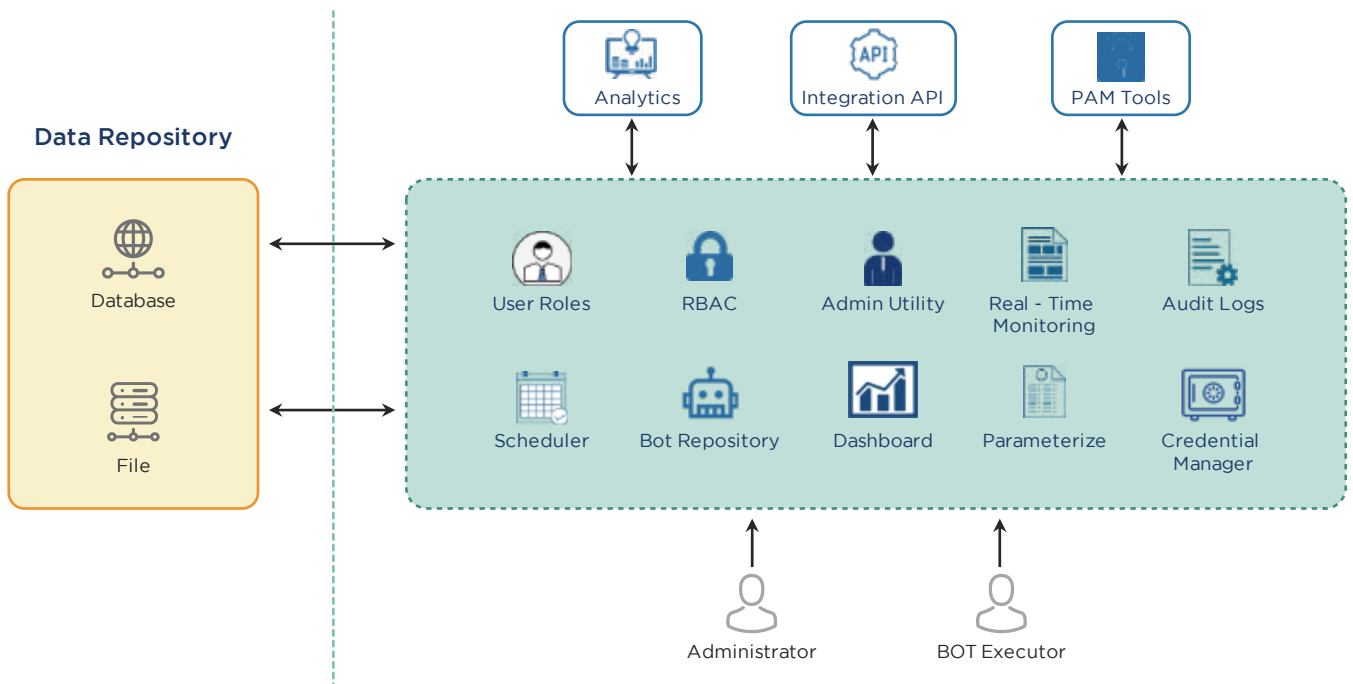 Analytics
API
Integration API
PAM Tools
Data Repository
Database
File
User Roles
RBAC
Admin Utility
Real - Time
Monitoring
Audit Logs
Scheduler
Bot Repository
Dashboard
Parameterize
Credential
Manager
Administrator
BOT Executor